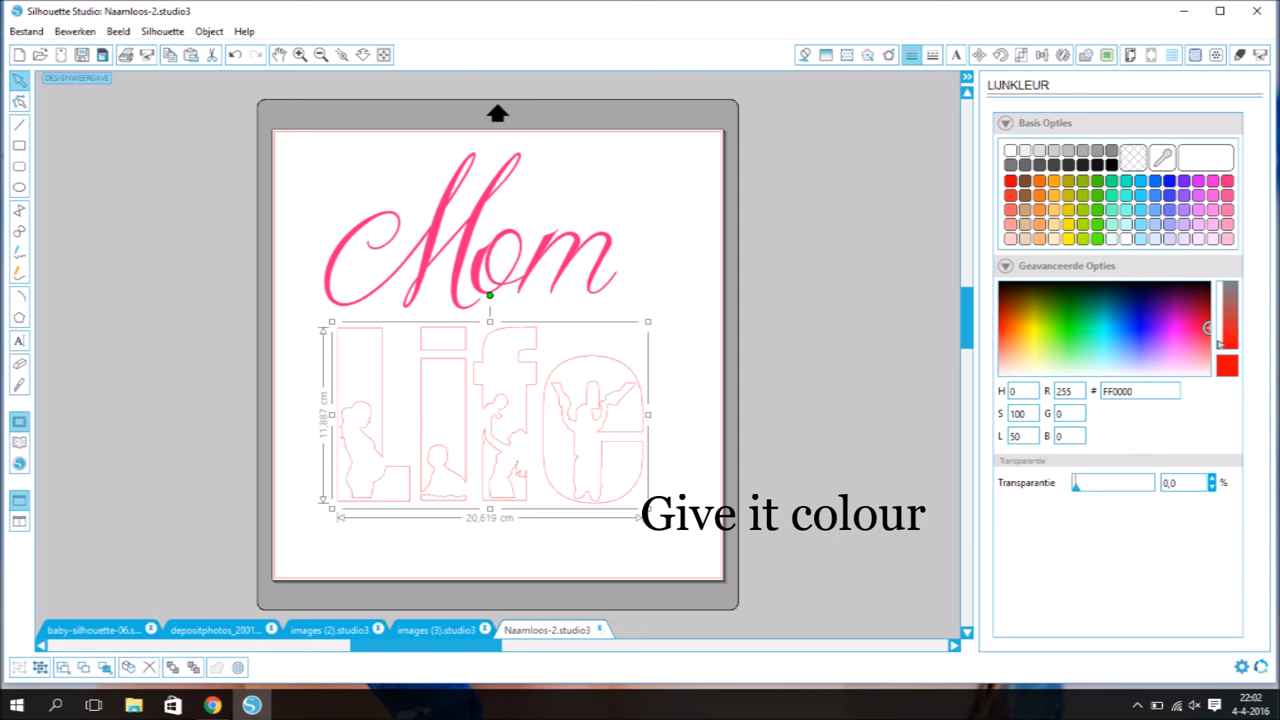 Silhouette Studio: Naamloos-2.studio3
Bestand Bewerken Beeld Silhouette Object Help
DESIGNWEERGAVE
LIJNKLEUR
Basis Opties
Mom
Geavanceerde Opties
Life
11,887 cm
20,619 cm
H 0 R 255 # FF0000
S 100 G 0
L 50 B 0
Transparantie
Transparantie 0,0 %
Give it colour
baby-silhouette-06.s... depositphotos_2001... images (2).studio3 images (3).studio3 Naamloos-2.studio3
22:02
4-4-2016